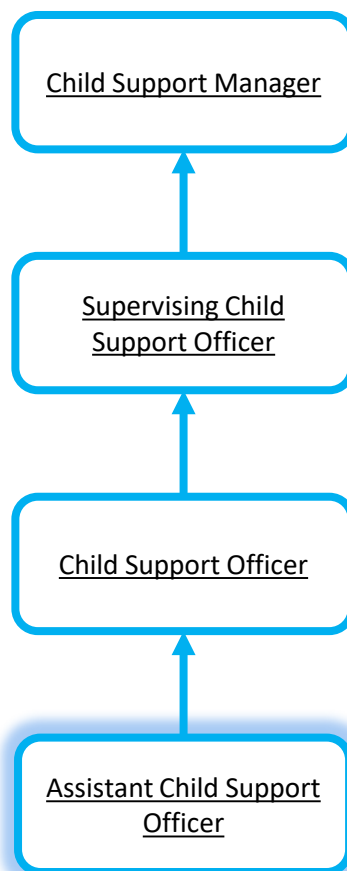 Child Support Manager
Supervising Child
Support Officer
Child Support Officer
Assistant Child Support
Officer